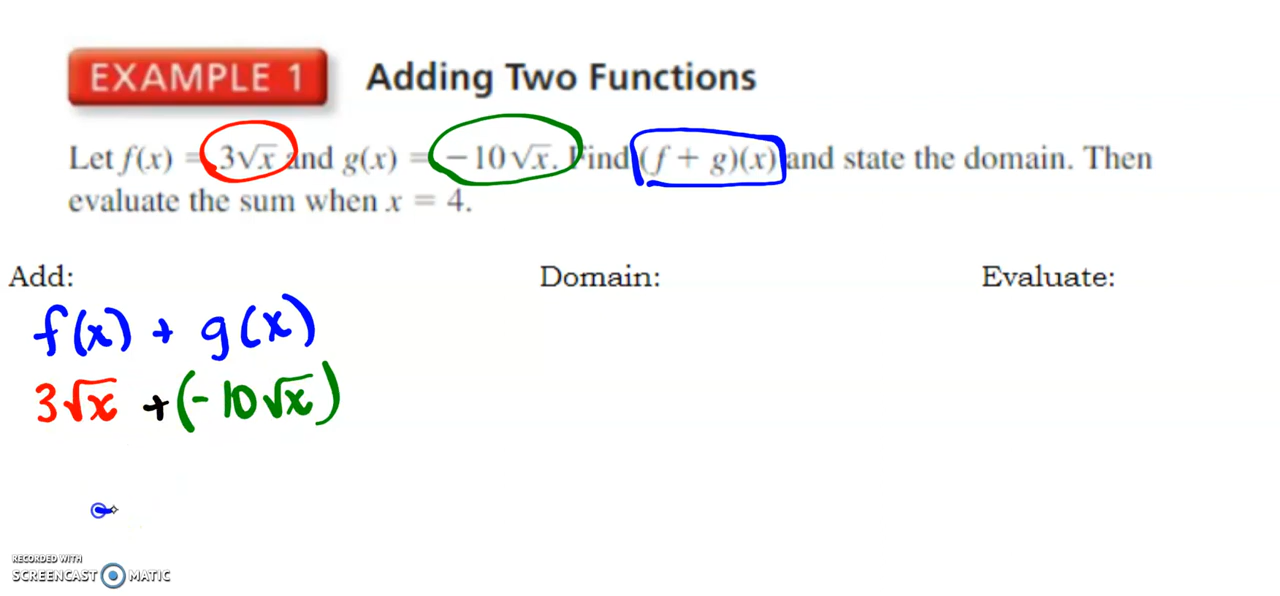 EXAMPLE 1 Adding Two Functions
Let f(x) = 3√x and g(x) = −10√x. Find (f + g)(x) and state the domain. Then
evaluate the sum when x = 4.
Add: Domain: Evaluate:
f(x) + g(x)
3√x + (-10√x)
RECORDED WITH
SCREENCAST MATIC